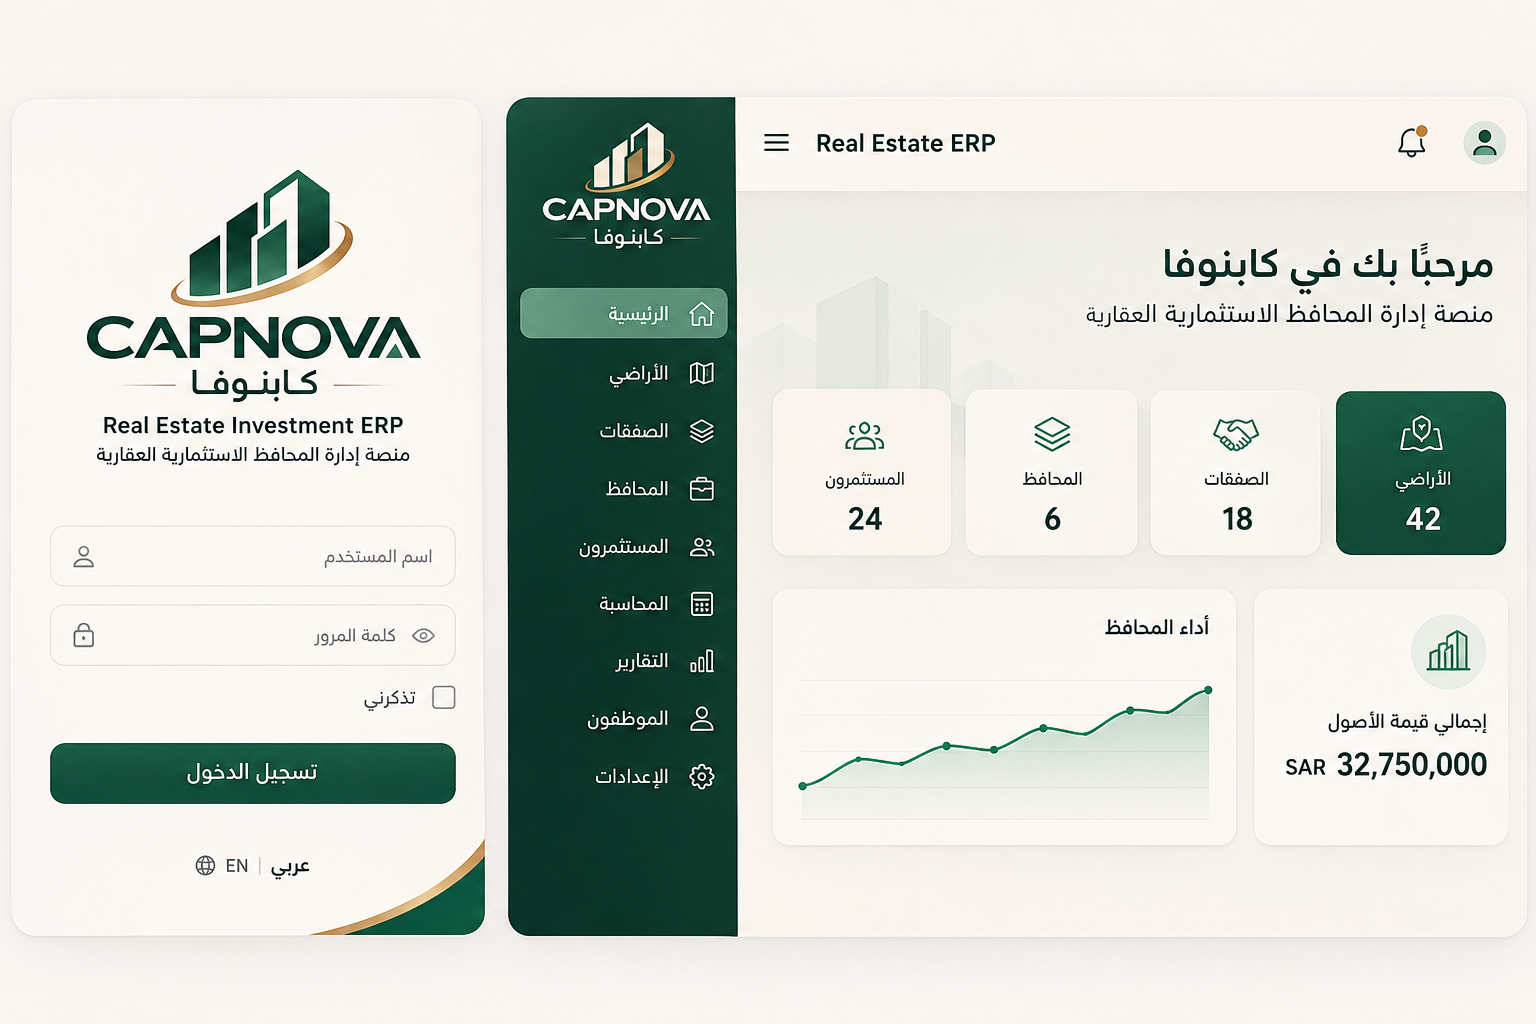 CAPNOVA
كابنوفا
Real Estate Investment ERP
منصة إدارة المحافظ الاستثمارية العقارية
اسم المستخدم
كلمة المرور
تذكرني
تسجيل الدخول
EN | عربي
CAPNOVA
كابنوفا
الرئيسية
الأراضي
الصفقات
المحافظ
المستثمرون
المحاسبة
التقارير
الموظفون
الإعدادات
Real Estate ERP
مرحبًا بك في كابنوفا
منصة إدارة المحافظ الاستثمارية العقارية
الأراضي
42
الصفقات
18
المحافظ
6
المستثمرون
24
إجمالي قيمة الأصول
SAR 32,750,000
أداء المحافظ